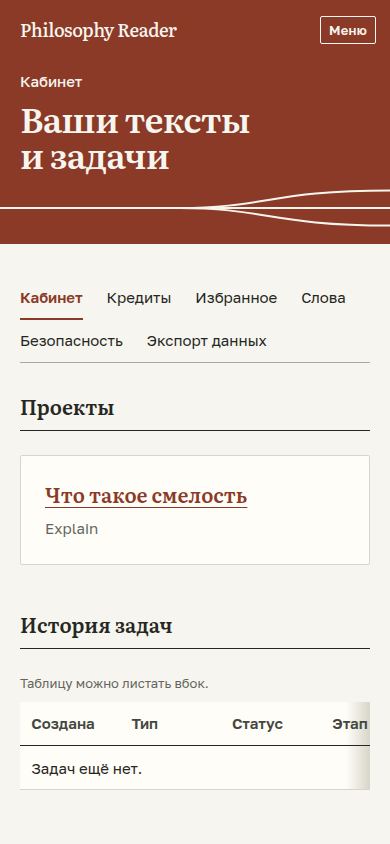 Philosophy Reader
Меню
Кабинет
Ваши тексты
и задачи
Кабинет Кредиты Избранное Слова
Безопасность Экспорт данных
Проекты
Что такое смелость
Explain
История задач
Таблицу можно листать вбок.
Создана Тип Статус Этап
Задач ещё нет.